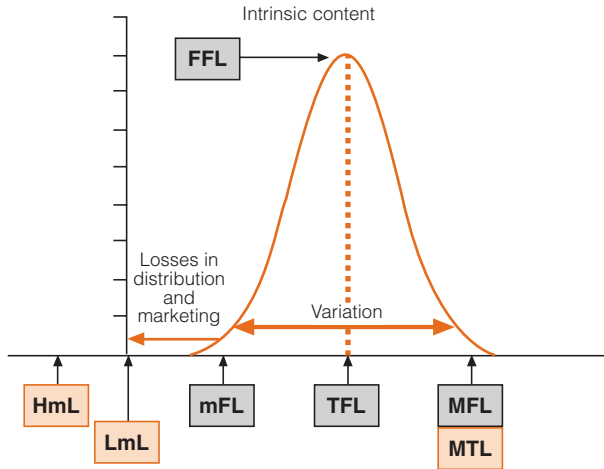 Intrinsic content
FFL
Losses in
distribution
and
marketing
Variation
HmL
LmL
mFL
TFL
MFL
MTL